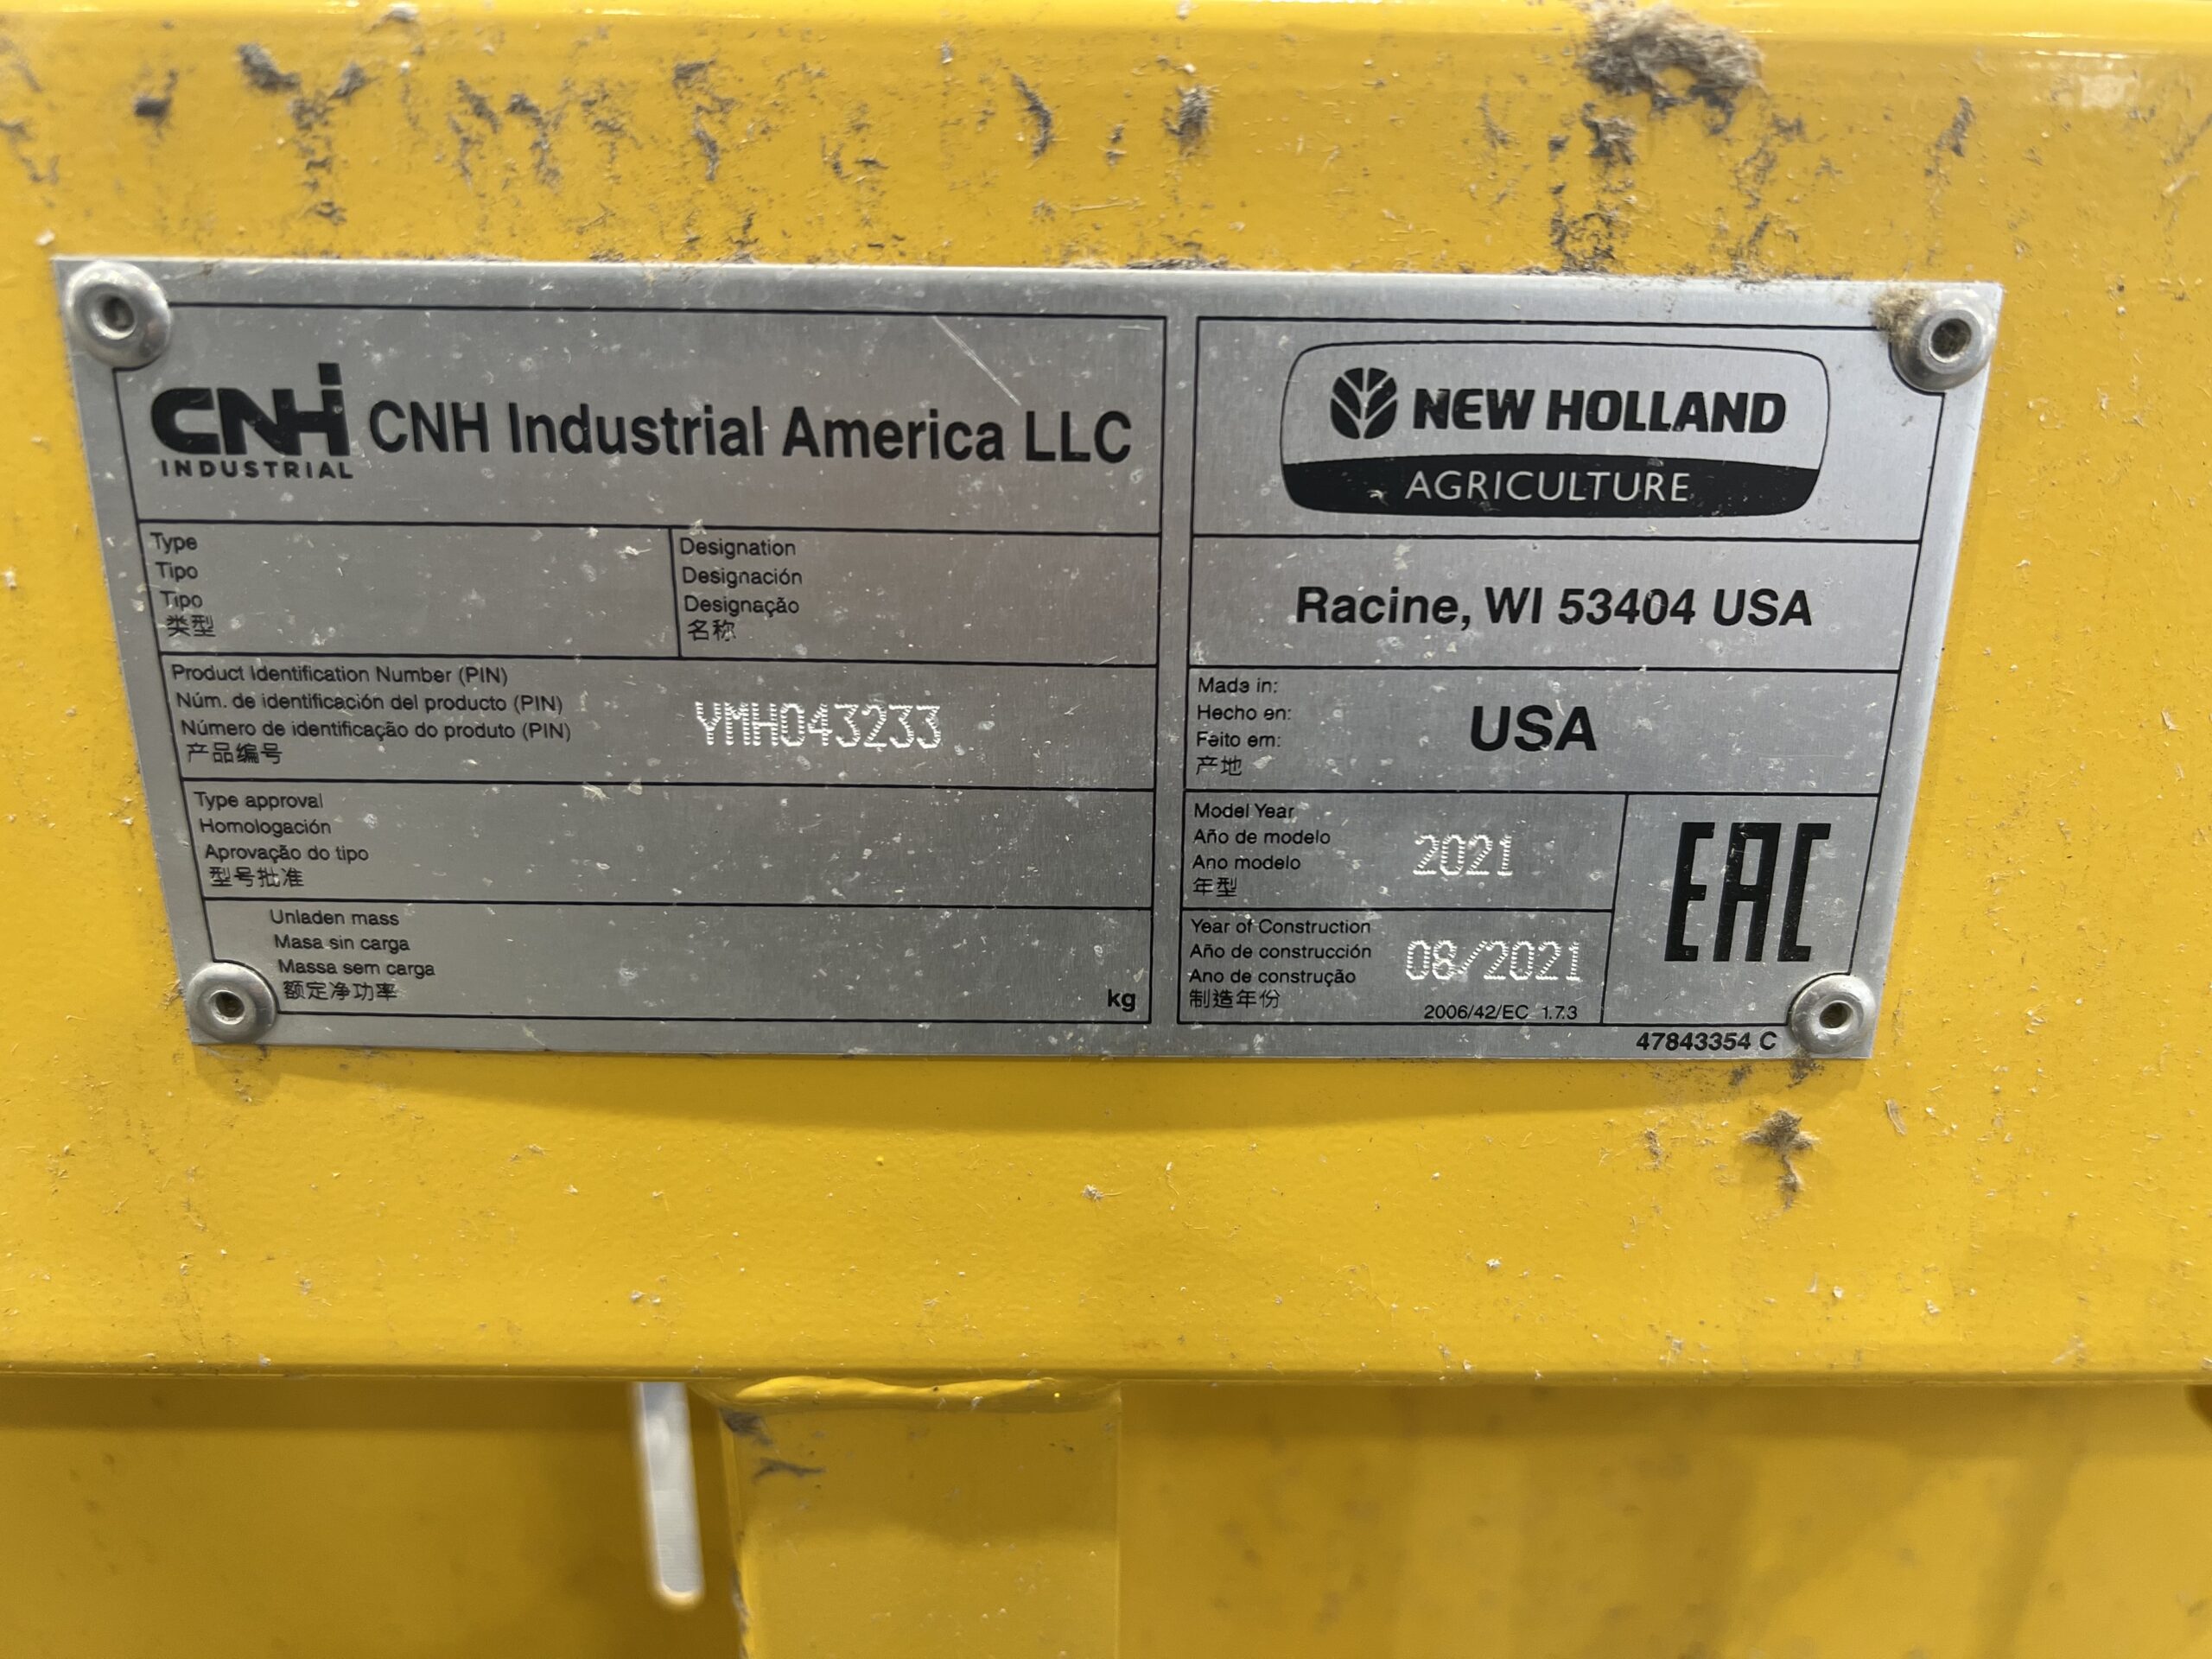 CNH INDUSTRIAL
CNH Industrial America LLC
Type
Tipo
Tipo
类型
Designation
Designación
Designação
名称
Product Identification Number (PIN)
Núm. de identificación del producto (PIN)
Número de identificação do produto (PIN)
产品编号
YMH043233
Type approval
Homologación
Aprovação do tipo
型号批准
Unladen mass
Masa sin carga
Massa sem carga
额定净功率
kg
NEW HOLLAND
AGRICULTURE
Racine, WI 53404 USA
Made in:
Hecho en:
Feito em:
产地
USA
Model Year
Año de modelo
Ano modelo
年型
2021
Year of Construction
Año de construcción
Ano de construção
制造年份
08/2021
2006/42/EC 1.7.3
EAC
47843354 C